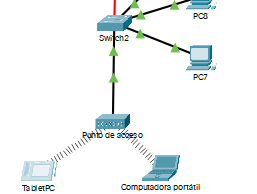 PC8
Switch2
PC7
Punto de acceso
TabletPC
Computadora portátil